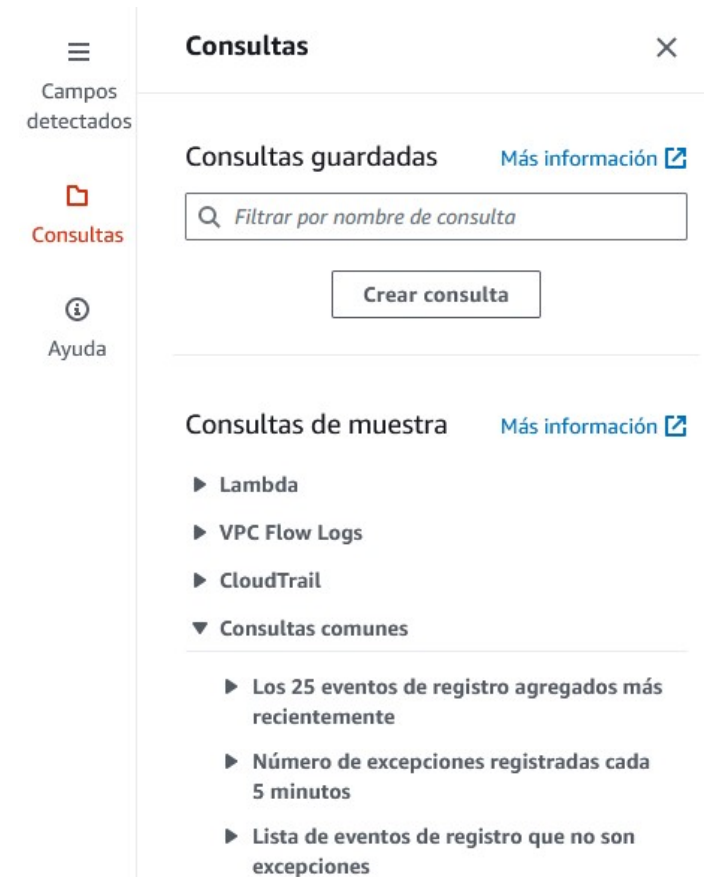 Campos
detectados
Consultas
Ayuda
Consultas
Consultas guardadas
Más información
Filtrar por nombre de consulta
Crear consulta
Consultas de muestra
Más información
Lambda
VPC Flow Logs
CloudTrail
Consultas comunes
Los 25 eventos de registro agregados más
recientemente
Número de excepciones registradas cada
5 minutos
Lista de eventos de registro que no son
excepciones